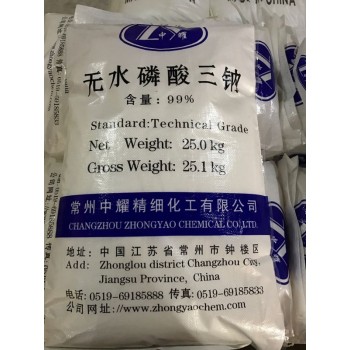 中 耀
无水磷酸三钠
含量：99%
Standard:Technical Grade
Net Weight: 25.0 kg
Gross Weight: 25.1 kg
常州中耀精细化工有限公司
CHANGZHOU ZHONGYAO CHEMICAL CO.,LTD.
地址：中国江苏省常州市钟楼区
Add: Zhonglou district Changzhou City,
Jiangsu Province, China
电话：0519-69185888 传真：0519-69185833
公司网址：//www.zhongyaochem.com